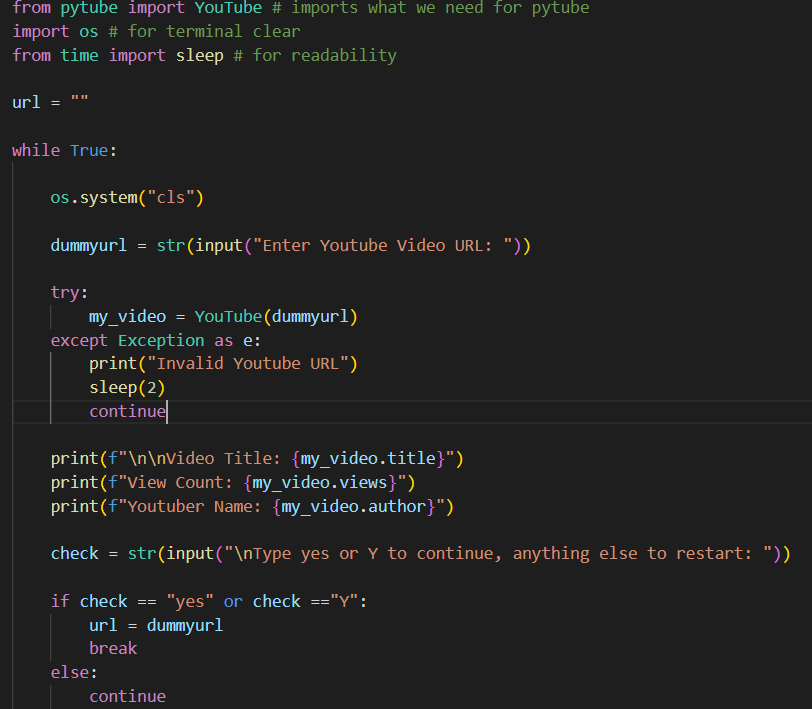 from pytube import YouTube # imports what we need for pytube
import os # for terminal clear
from time import sleep # for readability
url = ""
while True:
    os.system("cls")
    dummyurl = str(input("Enter Youtube Video URL: "))
    try:
        my_video = YouTube(dummyurl)
    except Exception as e:
        print("Invalid Youtube URL")
        sleep(2)
        continue
    print(f"\n\nVideo Title: {my_video.title}")
    print(f"View Count: {my_video.views}")
    print(f"Youtuber Name: {my_video.author}")
    check = str(input("\nType yes or Y to continue, anything else to restart: "))
    if check == "yes" or check =="Y":
        url = dummyurl
        break
    else:
        continue